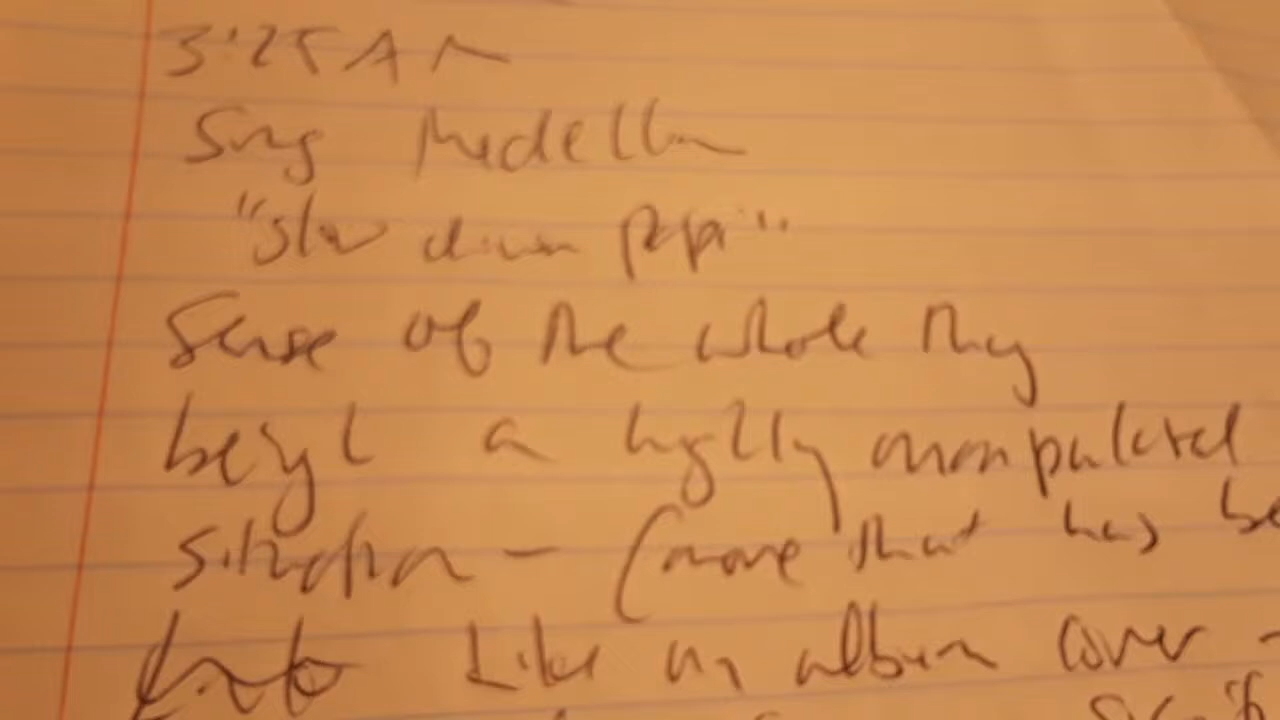 3:25 AM
Song Medellin
"slow down papi"
Sense of the whole thing
being a highly manipulated
situation – (more that has be
Like an album cover –